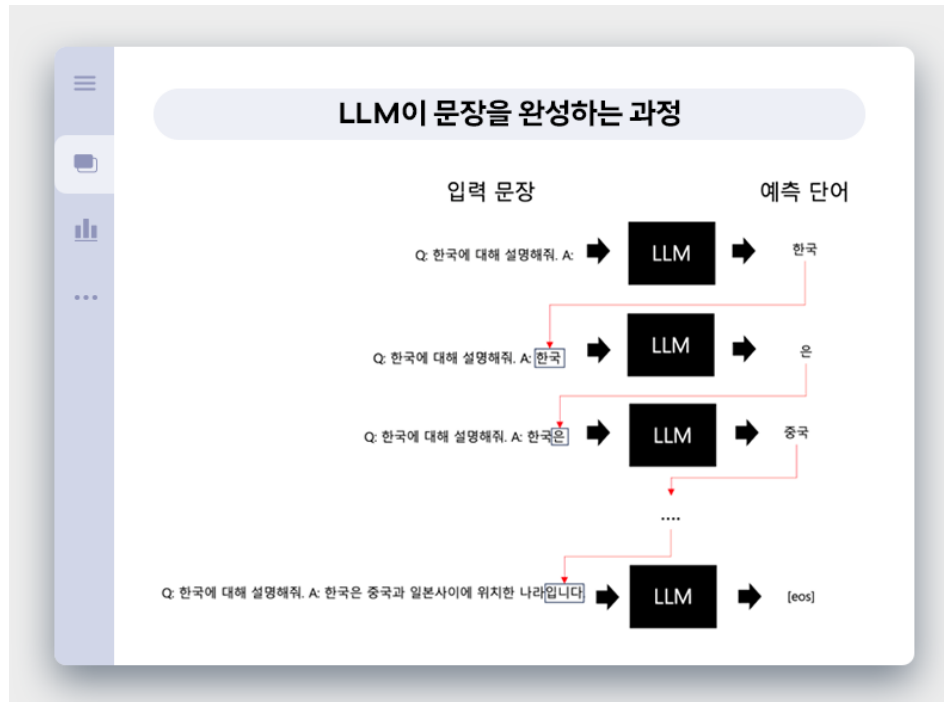 LLM이 문장을 완성하는 과정
입력 문장 예측 단어
Q: 한국에 대해 설명해줘. A: LLM 한국
Q: 한국에 대해 설명해줘. A: 한국 LLM 은
Q: 한국에 대해 설명해줘. A: 한국은 LLM 중국
....
Q: 한국에 대해 설명해줘. A: 한국은 중국과 일본사이에 위치한 나라입니다. LLM [eos]